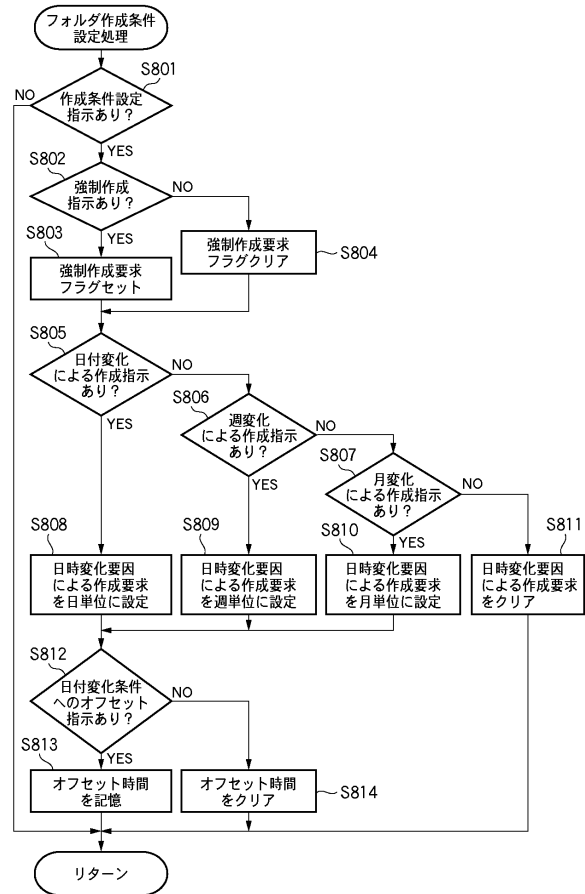 フォルダ作成条件
設定処理
S801
NO
作成条件設定
指示あり？
YES
S802
強制作成
指示あり？
NO
YES
S803
強制作成要求
フラグセット
強制作成要求
フラグクリア
S804
S805
日付変化
による作成指示
あり？
NO
YES
S806
週変化
による作成指示
あり？
NO
YES
S807
月変化
による作成指示
あり？
NO
YES
S808
日時変化要因
による作成要求
を日単位に設定
S809
日時変化要因
による作成要求
を週単位に設定
S810
日時変化要因
による作成要求
を月単位に設定
S811
日時変化要因
による作成要求
をクリア
S812
日付変化条件
へのオフセット
指示あり？
NO
YES
S813
オフセット時間
を記憶
オフセット時間
をクリア
S814
リターン